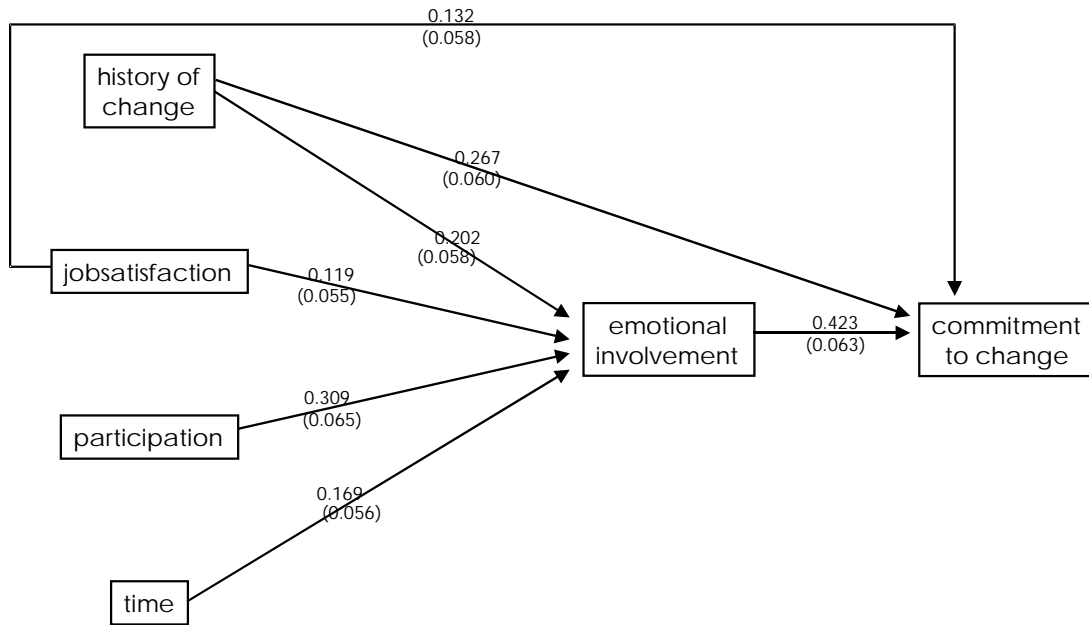 0.132
(0.058)
history of
change
0.267
(0.060)
0.202
(0.058)
jobsatisfaction
0.119
(0.055)
emotional
involvement
0.423
(0.063)
commitment
to change
0.309
(0.065)
participation
0.169
(0.056)
time